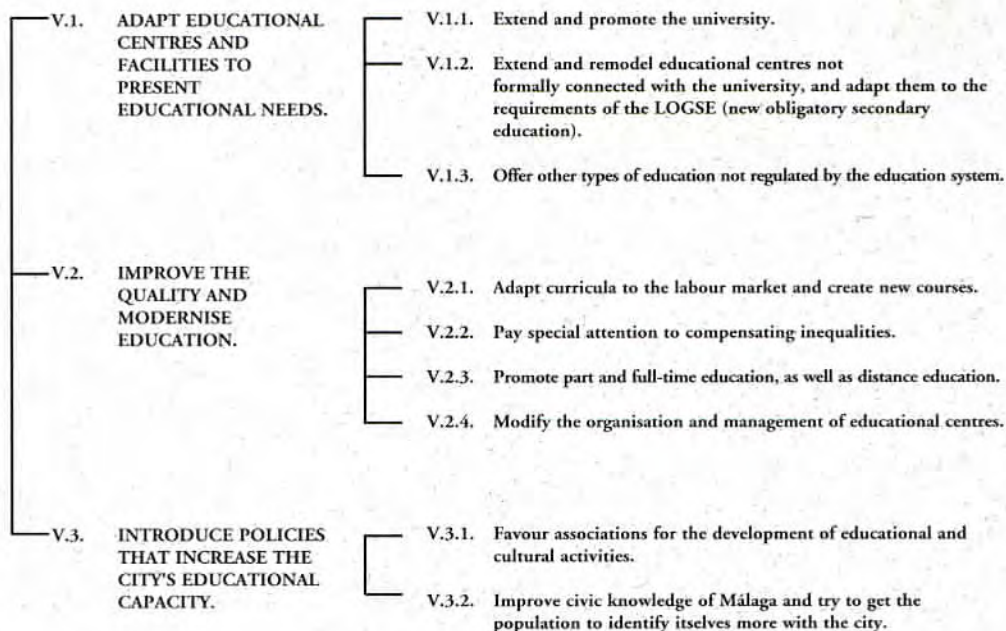 V.1. ADAPT EDUCATIONAL
CENTRES AND
FACILITIES TO
PRESENT
EDUCATIONAL NEEDS.
V.1.1. Extend and promote the university.
V.1.2. Extend and remodel educational centres not
formally connected with the university, and adapt them to the
requirements of the LOGSE (new obligatory secondary
education).
V.1.3. Offer other types of education not regulated by the education system.
V.2. IMPROVE THE
QUALITY AND
MODERNISE
EDUCATION.
V.2.1. Adapt curricula to the labour market and create new courses.
V.2.2. Pay special attention to compensating inequalities.
V.2.3. Promote part and full-time education, as well as distance education.
V.2.4. Modify the organisation and management of educational centres.
V.3. INTRODUCE POLICIES
THAT INCREASE THE
CITY'S EDUCATIONAL
CAPACITY.
V.3.1. Favour associations for the development of educational and
cultural activities.
V.3.2. Improve civic knowledge of Málaga and try to get the
population to identify itselves more with the city.